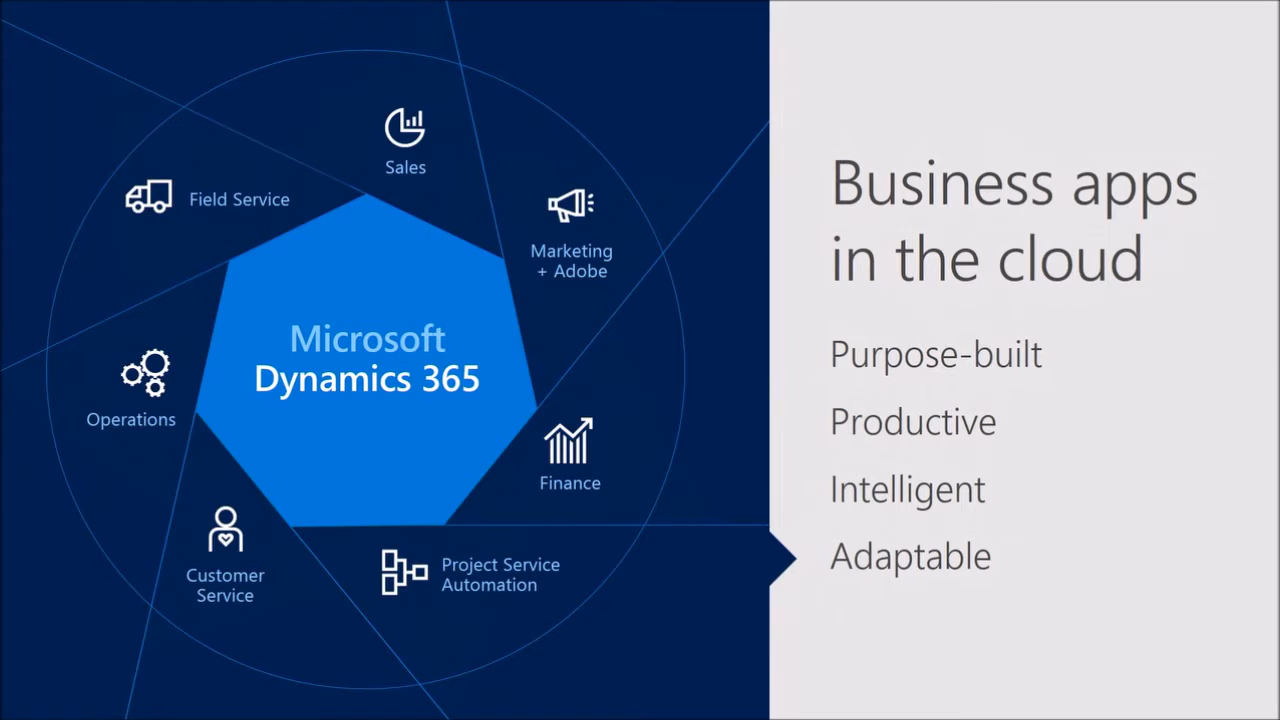 Sales
Field Service
Marketing
+ Adobe
Microsoft
Dynamics 365
Operations
Finance
Customer
Service
Project Service
Automation
Business apps
in the cloud
Purpose-built
Productive
Intelligent
Adaptable